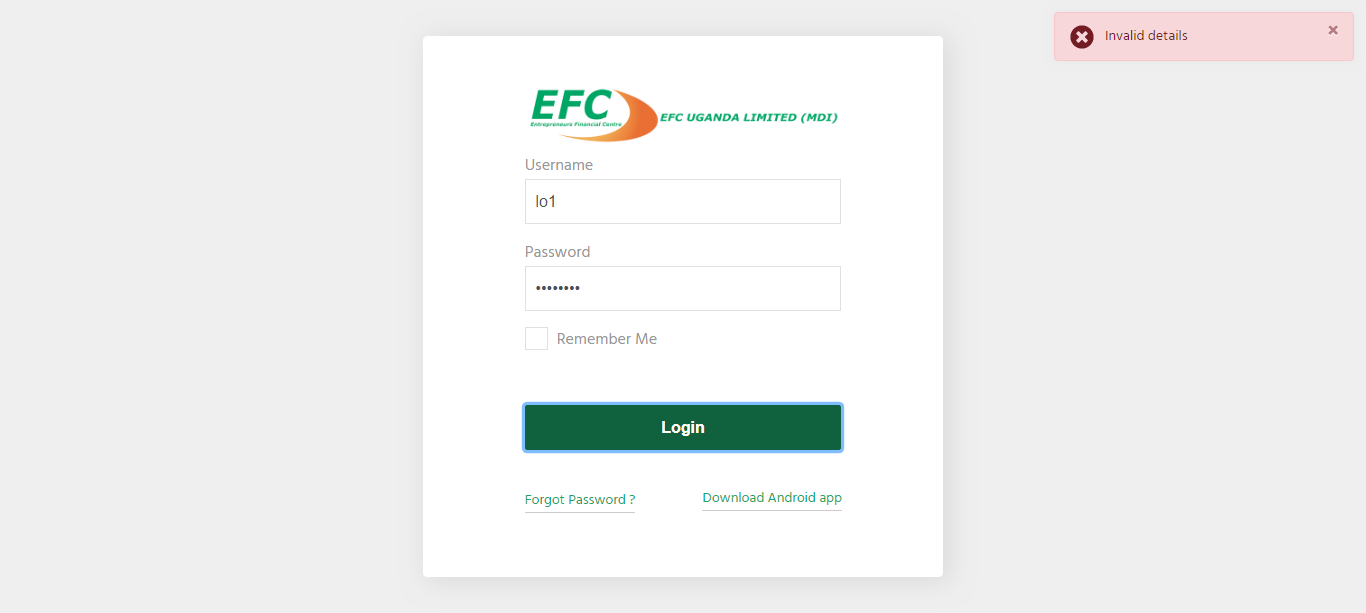 Invalid details
EFC
Entrepreneurs Financial Centre
EFC UGANDA LIMITED (MDI)
Username
lo1
Password
••••••••
Remember Me
Login
Forgot Password ?
Download Android app